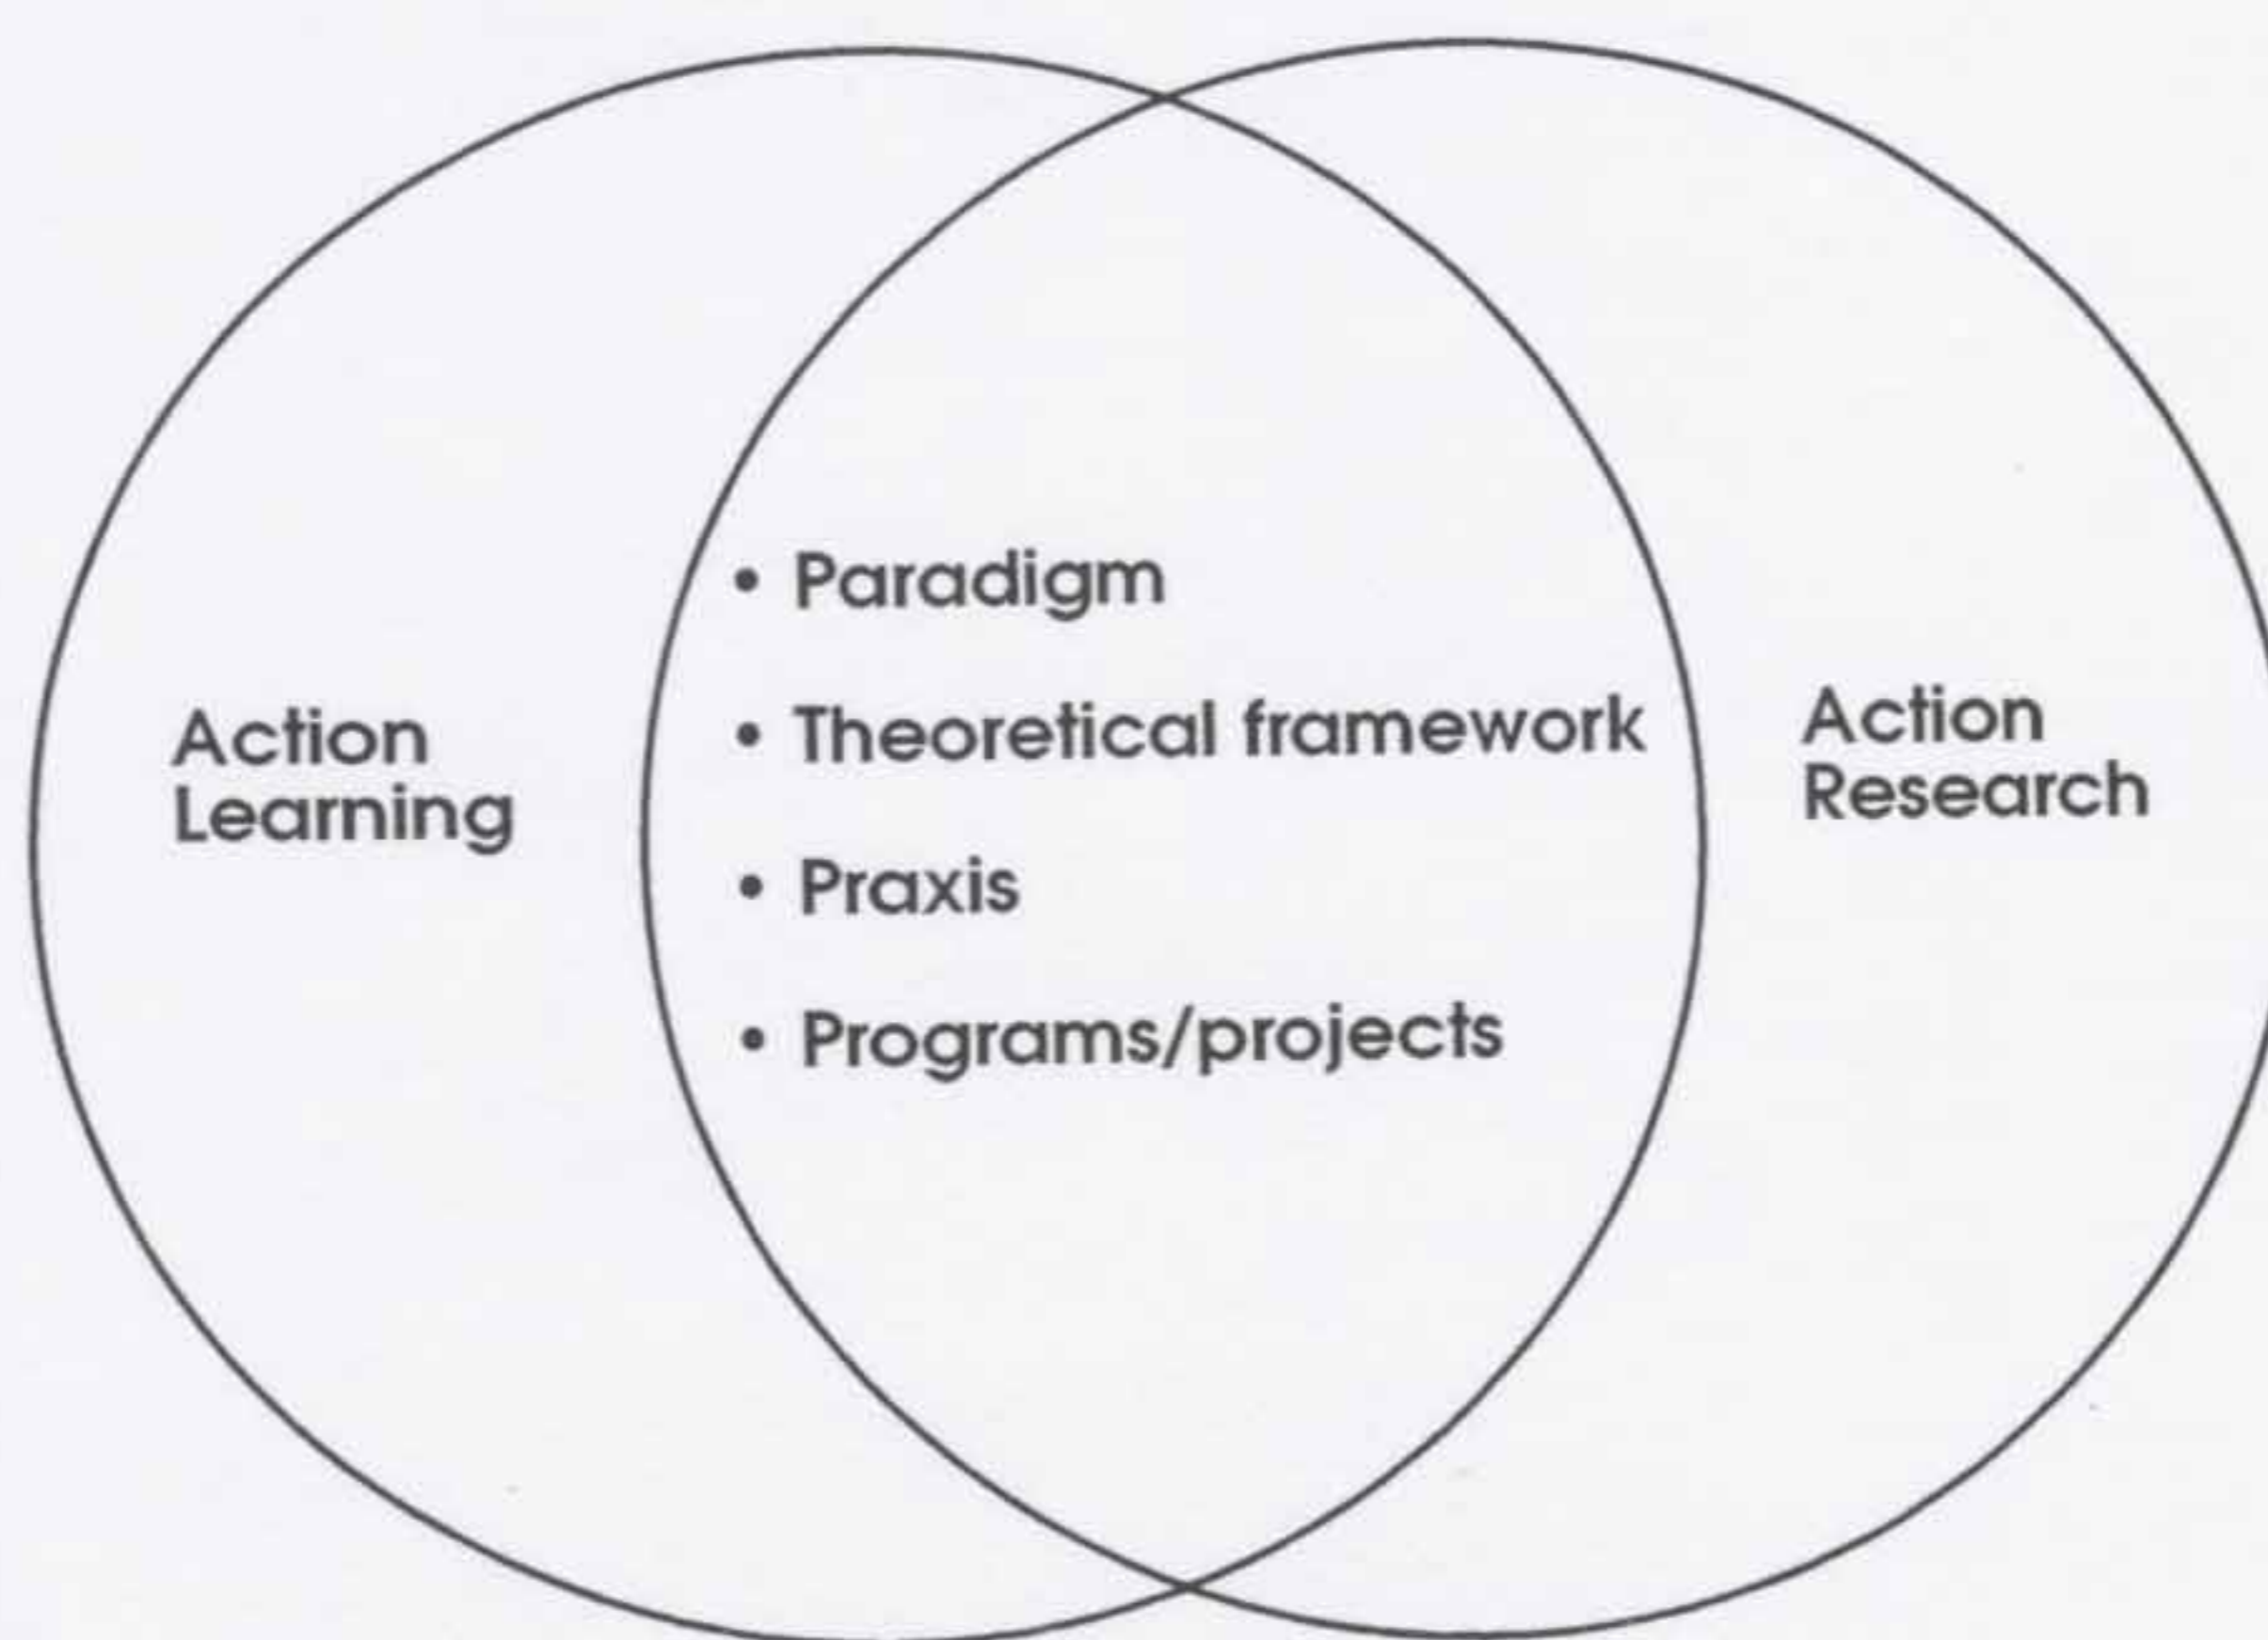 Action
Learning
• Paradigm
• Theoretical framework
• Praxis
• Programs/projects
Action
Research